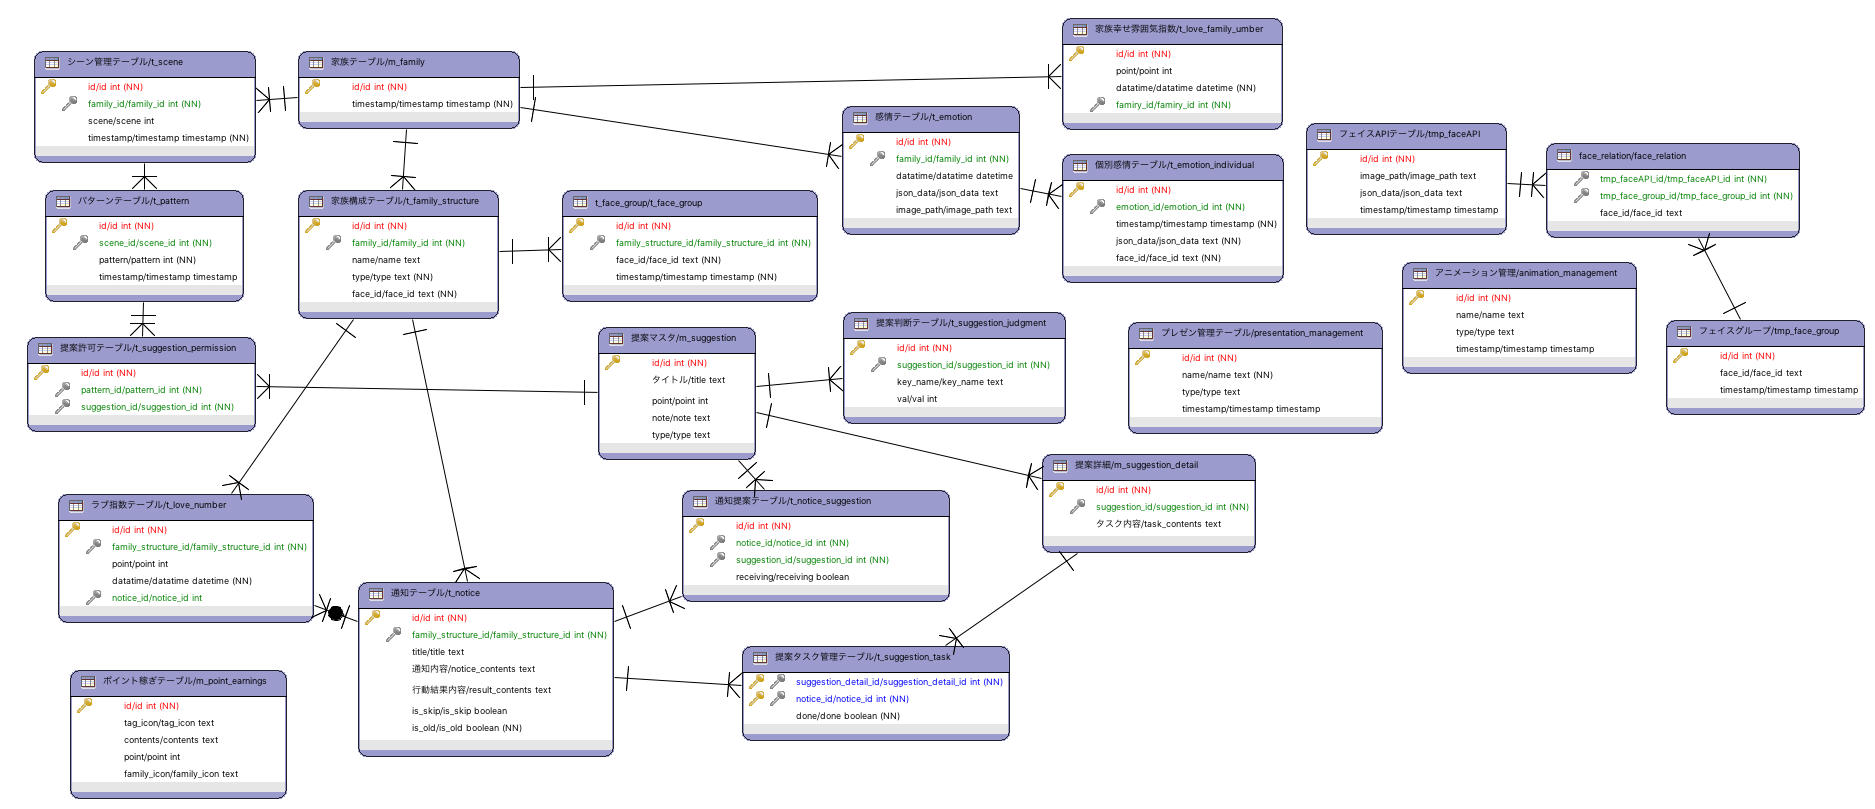 シーン管理テーブル/t_scene
id/id int (NN)
family_id/family_id int (NN)
scene/scene int
timestamp/timestamp timestamp (NN)
家族テーブル/m_family
id/id int (NN)
timestamp/timestamp timestamp (NN)
家族幸せ雰囲気指数/t_love_family_umber
id/id int (NN)
point/point int
datatime/datatime datetime (NN)
famiry_id/famiry_id int (NN)
感情テーブル/t_emotion
id/id int (NN)
family_id/family_id int (NN)
datatime/datatime datetime
json_data/json_data text
image_path/image_path text
個別感情テーブル/t_emotion_individual
id/id int (NN)
emotion_id/emotion_id int (NN)
timestamp/timestamp timestamp (NN)
json_data/json_data text (NN)
face_id/face_id text (NN)
フェイスAPIテーブル/tmp_faceAPI
id/id int (NN)
image_path/image_path text
json_data/json_data text
timestamp/timestamp timestamp
face_relation/face_relation
tmp_faceAPI_id/tmp_faceAPI_id int (NN)
tmp_face_group_id/tmp_face_group_id int (NN)
face_id/face_id text
パターンテーブル/t_pattern
id/id int (NN)
scene_id/scene_id int (NN)
pattern/pattern int (NN)
timestamp/timestamp timestamp
家族構成テーブル/t_family_structure
id/id int (NN)
family_id/family_id int (NN)
name/name text
type/type text (NN)
face_id/face_id text (NN)
t_face_group/t_face_group
id/id int (NN)
family_structure_id/family_structure_id int (NN)
face_id/face_id text (NN)
timestamp/timestamp timestamp (NN)
アニメーション管理/animation_management
id/id int (NN)
name/name text
type/type text
timestamp/timestamp timestamp
提案許可テーブル/t_suggestion_permission
id/id int (NN)
pattern_id/pattern_id int (NN)
suggestion_id/suggestion_id int (NN)
提案マスタ/m_suggestion
id/id int (NN)
タイトル/title text
point/point int
note/note text
type/type text
提案判断テーブル/t_suggestion_judgment
id/id int (NN)
suggestion_id/suggestion_id int (NN)
key_name/key_name text
val/val int
プレゼン管理テーブル/presentation_management
id/id int (NN)
name/name text (NN)
type/type text
timestamp/timestamp timestamp
フェイスグループ/tmp_face_group
id/id int (NN)
face_id/face_id text
timestamp/timestamp timestamp
提案詳細/m_suggestion_detail
id/id int (NN)
suggestion_id/suggestion_id int (NN)
タスク内容/task_contents text
ラブ指数テーブル/t_love_number
id/id int (NN)
family_structure_id/family_structure_id int (NN)
point/point int
datatime/datatime datetime (NN)
notice_id/notice_id int
通知提案テーブル/t_notice_suggestion
id/id int (NN)
notice_id/notice_id int (NN)
suggestion_id/suggestion_id int (NN)
receiving/receiving boolean
通知テーブル/t_notice
id/id int (NN)
family_structure_id/family_structure_id int (NN)
title/title text
通知内容/notice_contents text
行動結果内容/result_contents text
is_skip/is_skip boolean
is_old/is_old boolean (NN)
提案タスク管理テーブル/t_suggestion_task
suggestion_detail_id/suggestion_detail_id int (NN)
notice_id/notice_id int (NN)
done/done boolean (NN)
ポイント稼ぎテーブル/m_point_earnings
id/id int (NN)
tag_icon/tag_icon text
contents/contents text
point/point int
family_icon/family_icon text